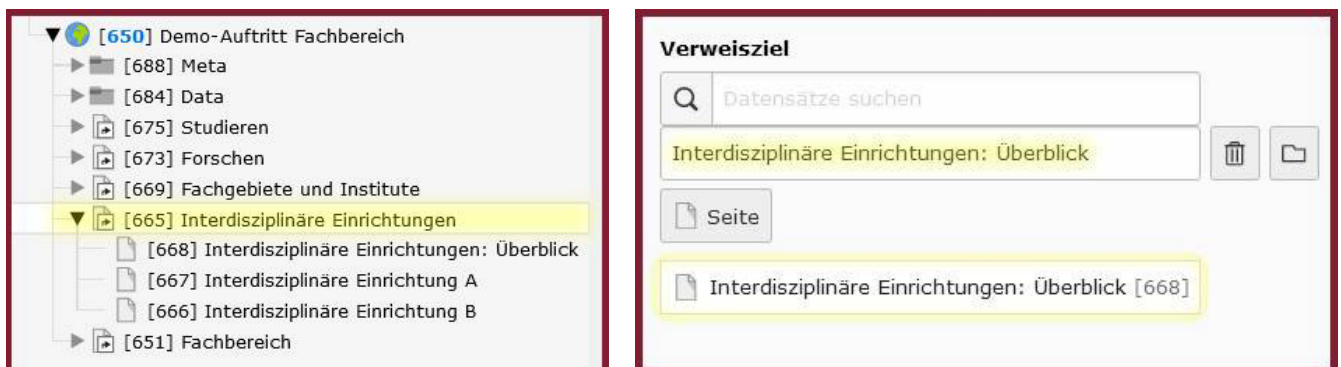 [650] Demo-Auftritt Fachbereich
[688] Meta
[684] Data
[675] Studieren
[673] Forschen
[669] Fachgebiete und Institute
[665] Interdisziplinäre Einrichtungen
[668] Interdisziplinäre Einrichtungen: Überblick
[667] Interdisziplinäre Einrichtung A
[666] Interdisziplinäre Einrichtung B
[651] Fachbereich
Verweisziel
Datensätze suchen
Interdisziplinäre Einrichtungen: Überblick
Seite
Interdisziplinäre Einrichtungen: Überblick [668]